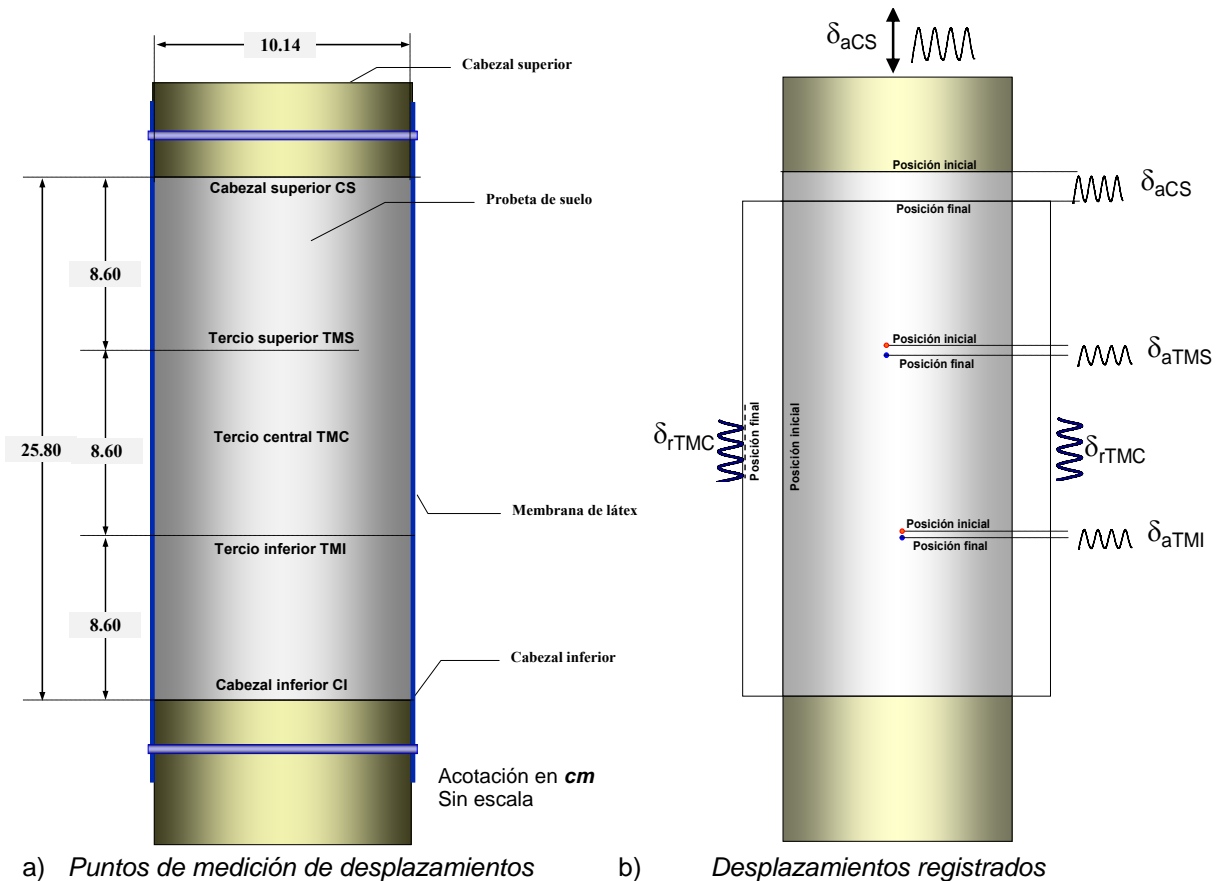 10.14
Cabezal superior
Cabezal superior CS
Probeta de suelo
8.60
Tercio superior TMS
25.80
8.60
Tercio central TMC
Membrana de látex
Tercio inferior TMI
8.60
Cabezal inferior
Cabezal inferior CI
Acotación en cm
Sin escala
a) Puntos de medición de desplazamientos
δaCS
Posición inicial
δaCS
Posición final
Posición inicial
δaTMS
Posición final
δrTMC
Posición final
Posición inicial
δrTMC
Posición inicial
δaTMI
Posición final
b) Desplazamientos registrados